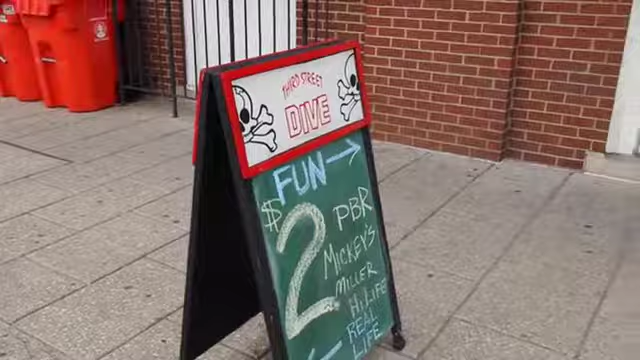 THIRD STREET
DIVE
FUN →
$2
PBR
MICKEY'S
MILLER
HI LIFE
REAL
LIFE
←